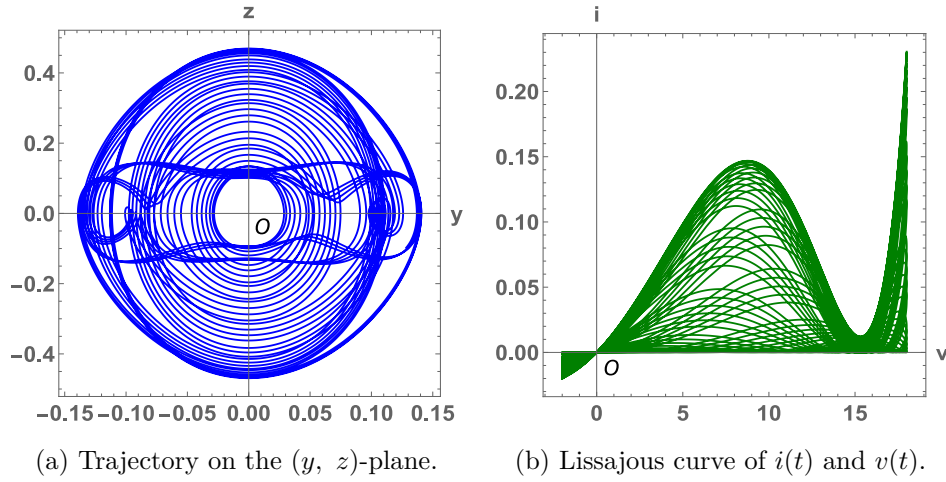 z
0.4
0.2
0.0
−0.2
−0.4
O
y
−0.15 −0.10 −0.05 0.00 0.05 0.10 0.15
(a) Trajectory on the (y, z)-plane.
i
0.20
0.15
0.10
0.05
0.00
O
v
0 5 10 15
(b) Lissajous curve of i(t) and v(t).